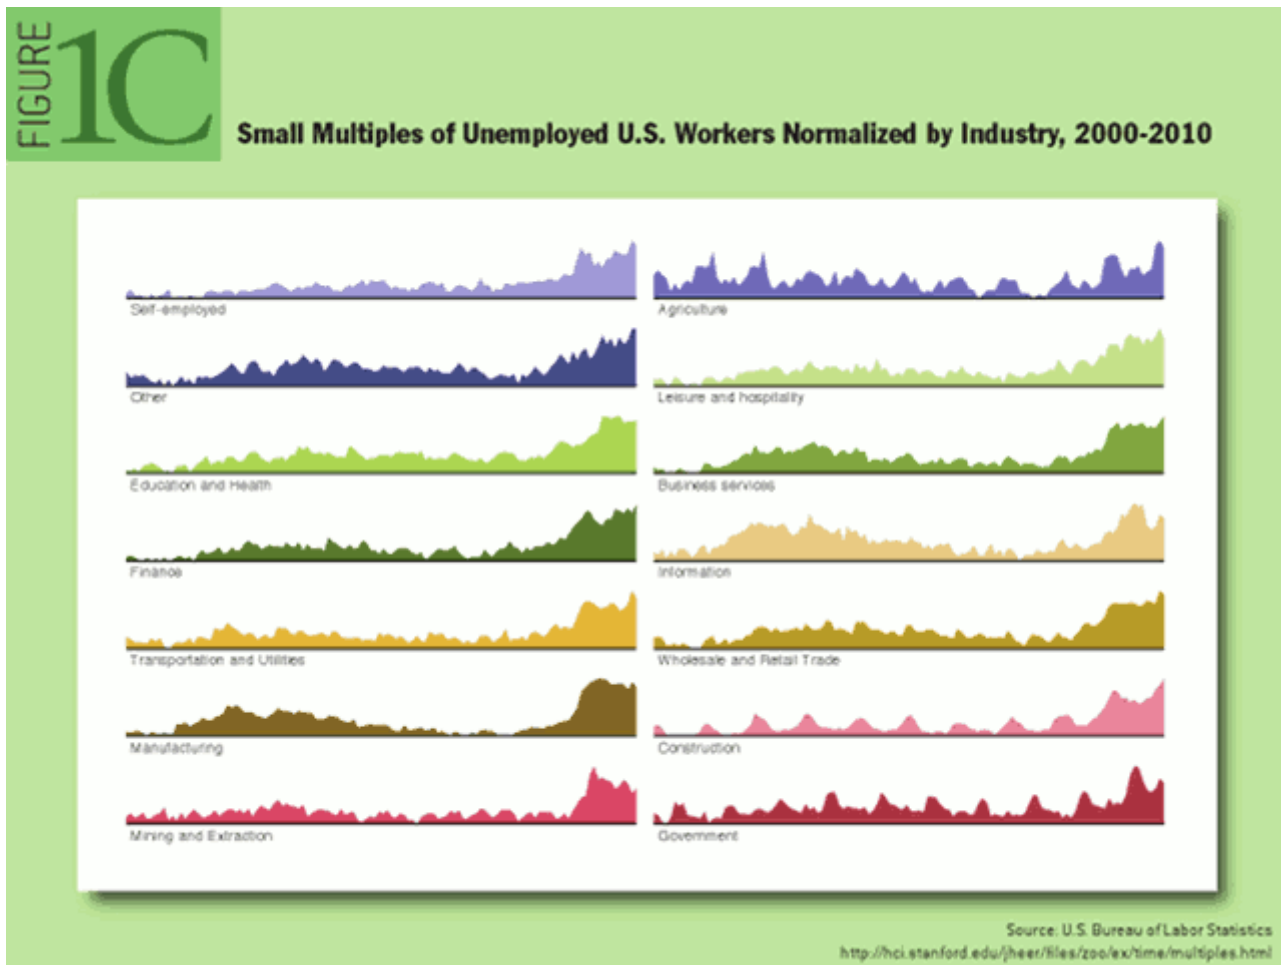 FIGURE
1C
Small Multiples of Unemployed U.S. Workers Normalized by Industry, 2000-2010
Self-employed
Agriculture
Other
Leisure and hospitality
Education and Health
Business services
Finance
Information
Transportation and Utilities
Wholesale and Retail Trade
Manufacturing
Construction
Mining and Extraction
Government
Source: U.S. Bureau of Labor Statistics
http://hci.stanford.edu/jheer/files/zoo/ex/time/multiples.html